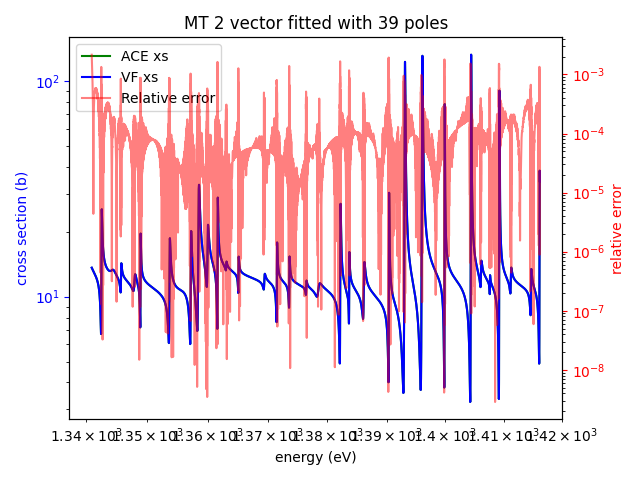 MT 2 vector fitted with 39 poles
ACE xs
VF xs
Relative error
10²
10¹
cross section (b)
10⁻³
10⁻⁴
10⁻⁵
10⁻⁶
10⁻⁷
10⁻⁸
relative error
1.34 × 10³ 1.35 × 10³ 1.36 × 10³ 1.37 × 10³ 1.38 × 10³ 1.39 × 10³ 1.4 × 10³ 1.41 × 10³ 1.42 × 10³
energy (eV)